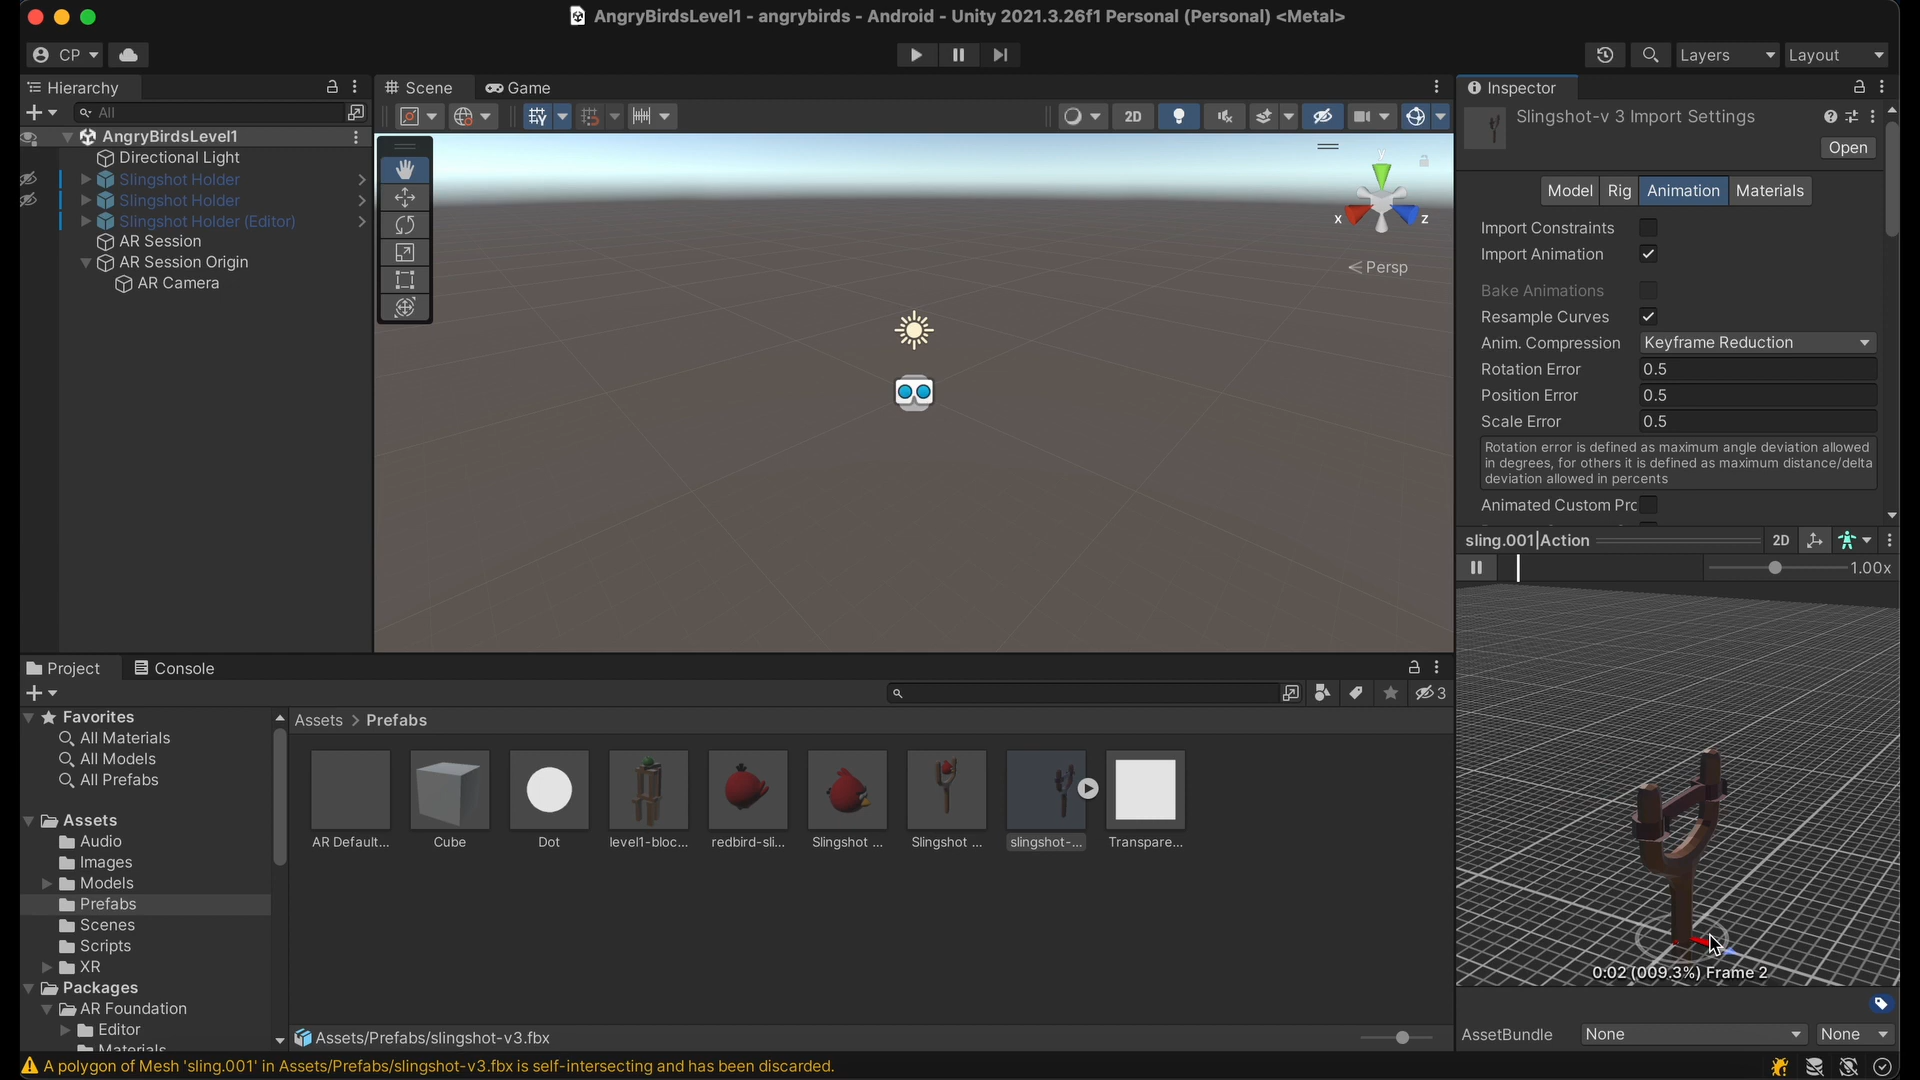 AngryBirdsLevel1 - angrybirds - Android - Unity 2021.3.26f1 Personal (Personal) <Metal>
CP
Layers
Layout
Hierarchy
All
AngryBirdsLevel1
Directional Light
Slingshot Holder
Slingshot Holder
Slingshot Holder (Editor)
AR Session
AR Session Origin
AR Camera
Scene
Game
2D
y
x
z
Persp
Inspector
Slingshot-v 3 Import Settings
Open
Model Rig Animation Materials
Import Constraints
Import Animation
Bake Animations
Resample Curves
Anim. Compression Keyframe Reduction
Rotation Error 0.5
Position Error 0.5
Scale Error 0.5
Rotation error is defined as maximum angle deviation allowed
in degrees, for others it is defined as maximum distance/delta
deviation allowed in percents
Animated Custom Prc
sling.001|Action 2D
1.00x
0:02 (009.3%) Frame 2
AssetBundle None None
Project
Console
3
Favorites
All Materials
All Models
All Prefabs
Assets
Audio
Images
Models
Prefabs
Scenes
Scripts
XR
Packages
AR Foundation
Editor
Materials
Assets > Prefabs
AR Default... Cube Dot level1-bloc... redbird-sli... Slingshot ... Slingshot ... slingshot-... Transpare...
Assets/Prefabs/slingshot-v3.fbx
A polygon of Mesh 'sling.001' in Assets/Prefabs/slingshot-v3.fbx is self-intersecting and has been discarded.